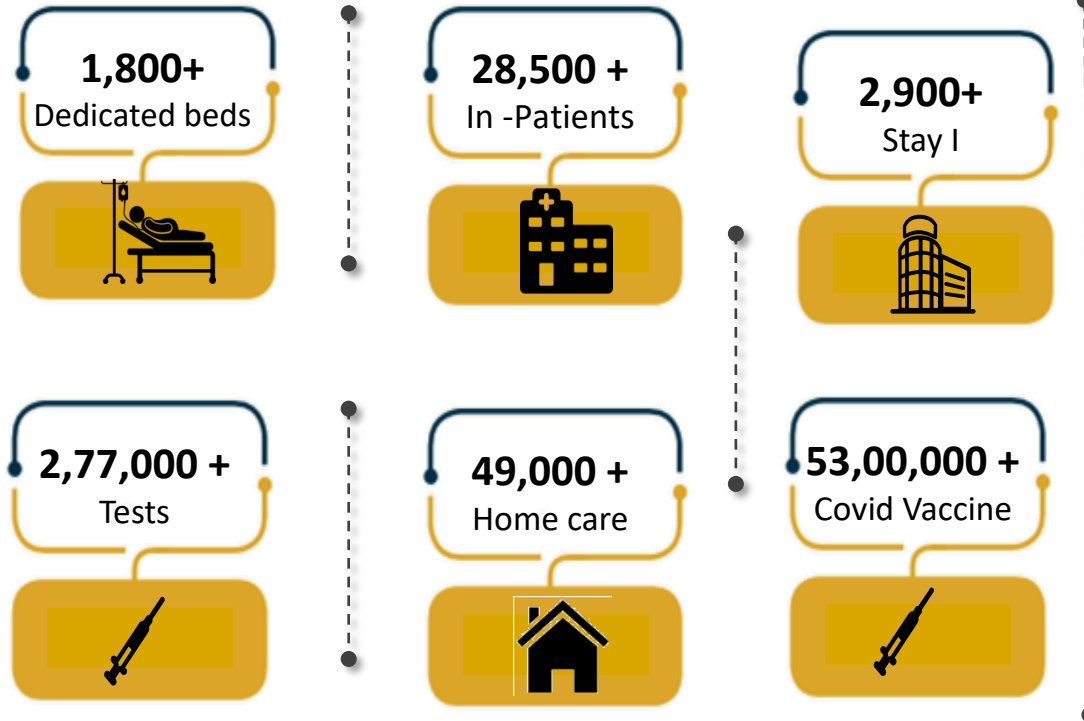 1,800+
Dedicated beds
28,500 +
In -Patients
2,900+
Stay I
2,77,000 +
Tests
49,000 +
Home care
53,00,000 +
Covid Vaccine